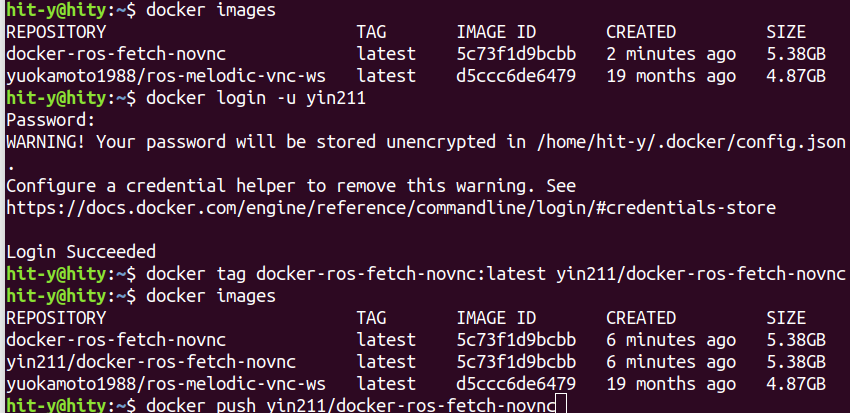 hit-y@hity:~$ docker images
REPOSITORY TAG IMAGE ID CREATED SIZE
docker-ros-fetch-novnc latest 5c73f1d9bcbb 2 minutes ago 5.38GB
yuokamoto1988/ros-melodic-vnc-ws latest d5ccc6de6479 19 months ago 4.87GB
hit-y@hity:~$ docker login -u yin211
Password:
WARNING! Your password will be stored unencrypted in /home/hit-y/.docker/config.json
.
Configure a credential helper to remove this warning. See
https://docs.docker.com/engine/reference/commandline/login/#credentials-store
Login Succeeded
hit-y@hity:~$ docker tag docker-ros-fetch-novnc:latest yin211/docker-ros-fetch-novnc
hit-y@hity:~$ docker images
REPOSITORY TAG IMAGE ID CREATED SIZE
docker-ros-fetch-novnc latest 5c73f1d9bcbb 6 minutes ago 5.38GB
yin211/docker-ros-fetch-novnc latest 5c73f1d9bcbb 6 minutes ago 5.38GB
yuokamoto1988/ros-melodic-vnc-ws latest d5ccc6de6479 19 months ago 4.87GB
hit-y@hity:~$ docker push yin211/docker-ros-fetch-novnc